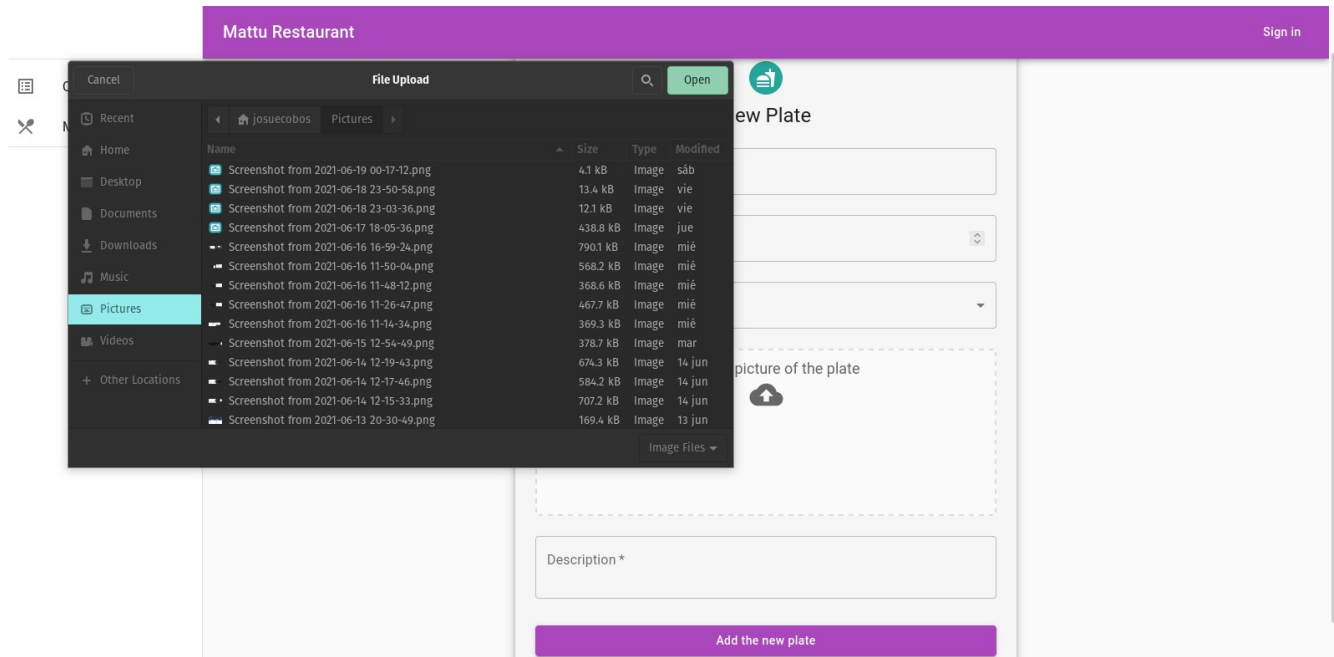 Mattu Restaurant
Sign in
Cancel
File Upload
Open
ew Plate
Recent
Home
Desktop
Documents
Downloads
Music
Pictures
Videos
+ Other Locations
josuecobos Pictures
Name Size Type Modified
Screenshot from 2021-06-19 00-17-12.png 4.1 kB Image sáb
Screenshot from 2021-06-18 23-50-58.png 13.4 kB Image vie
Screenshot from 2021-06-18 23-03-36.png 12.1 kB Image vie
Screenshot from 2021-06-17 18-05-36.png 438.8 kB Image jue
Screenshot from 2021-06-16 16-59-24.png 790.1 kB Image mié
Screenshot from 2021-06-16 11-50-04.png 568.2 kB Image mié
Screenshot from 2021-06-16 11-48-12.png 368.6 kB Image mié
Screenshot from 2021-06-16 11-26-47.png 467.7 kB Image mié
Screenshot from 2021-06-16 11-14-34.png 369.3 kB Image mié
Screenshot from 2021-06-15 12-54-49.png 378.7 kB Image mar
Screenshot from 2021-06-14 12-19-43.png 674.3 kB Image 14 jun
Screenshot from 2021-06-14 12-17-46.png 584.2 kB Image 14 jun
Screenshot from 2021-06-14 12-15-33.png 707.2 kB Image 14 jun
Screenshot from 2021-06-13 20-30-49.png 169.4 kB Image 13 jun
Image Files
picture of the plate
Description *
Add the new plate